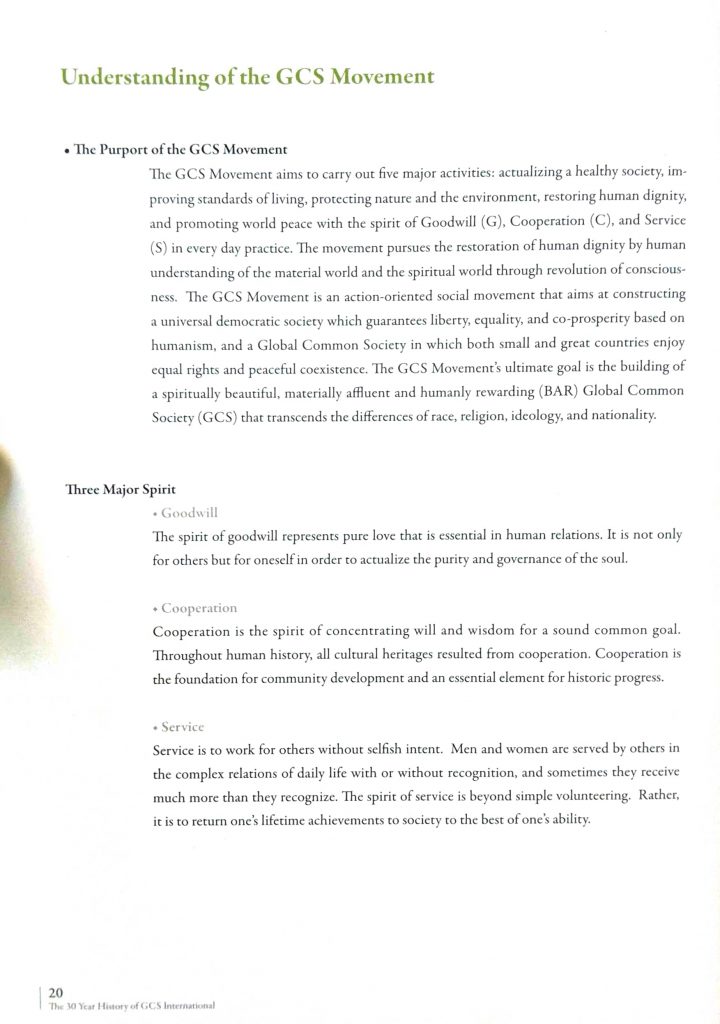 Understanding of the GCS Movement
• The Purport of the GCS Movement
The GCS Movement aims to carry out five major activities: actualizing a healthy society, im-
proving standards of living, protecting nature and the environment, restoring human dignity,
and promoting world peace with the spirit of Goodwill (G), Cooperation (C), and Service
(S) in every day practice. The movement pursues the restoration of human dignity by human
understanding of the material world and the spiritual world through revolution of conscious-
ness. The GCS Movement is an action-oriented social movement that aims at constructing
a universal democratic society which guarantees liberty, equality, and co-prosperity based on
humanism, and a Global Common Society in which both small and great countries enjoy
equal rights and peaceful coexistence. The GCS Movement's ultimate goal is the building of
a spiritually beautiful, materially affluent and humanly rewarding (BAR) Global Common
Society (GCS) that transcends the differences of race, religion, ideology, and nationality.
Three Major Spirit
• Goodwill
The spirit of goodwill represents pure love that is essential in human relations. It is not only
for others but for oneself in order to actualize the purity and governance of the soul.
• Cooperation
Cooperation is the spirit of concentrating will and wisdom for a sound common goal.
Throughout human history, all cultural heritages resulted from cooperation. Cooperation is
the foundation for community development and an essential element for historic progress.
• Service
Service is to work for others without selfish intent. Men and women are served by others in
the complex relations of daily life with or without recognition, and sometimes they receive
much more than they recognize. The spirit of service is beyond simple volunteering. Rather,
it is to return one's lifetime achievements to society to the best of one's ability.
20
The 30 Year History of GCS International